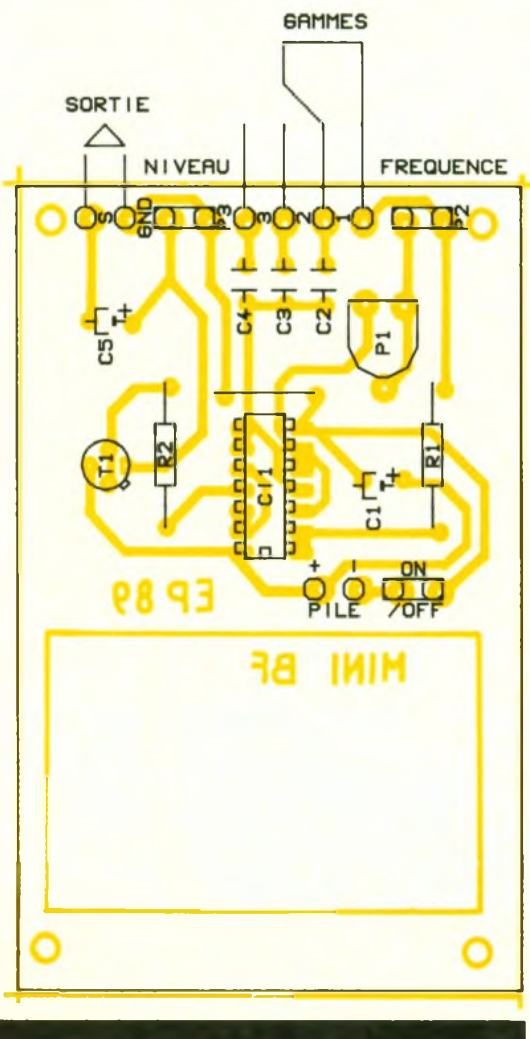 GAMMES
SORTIE
NIVEAU FREQUENCE
S GND P3 3 2 1 P2
C5 C4 C3 C2 P1
T1 R2 CI1 C1 R1
+ - ON
PILE /OFF
EP 89
MINI BF